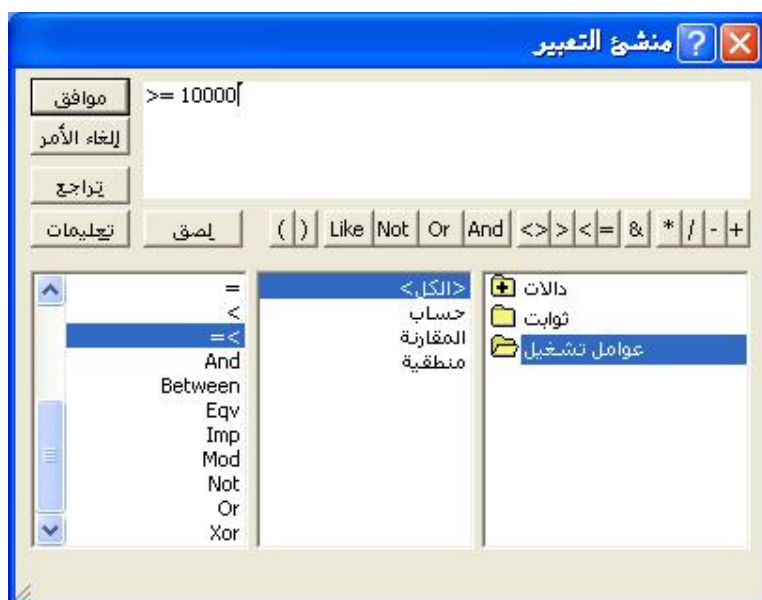 منشئ التعبير
>= 10000
موافق
إلغاء الأمر
تراجع
تعليمات
لصق
+ - / * & = < > <> And Or Not Like ) (
دالات
ثوابت
عوامل تشغيل
<الكل>
حساب
المقارنة
منطقية
=
<
=<
And
Between
Eqv
Imp
Mod
Not
Or
Xor